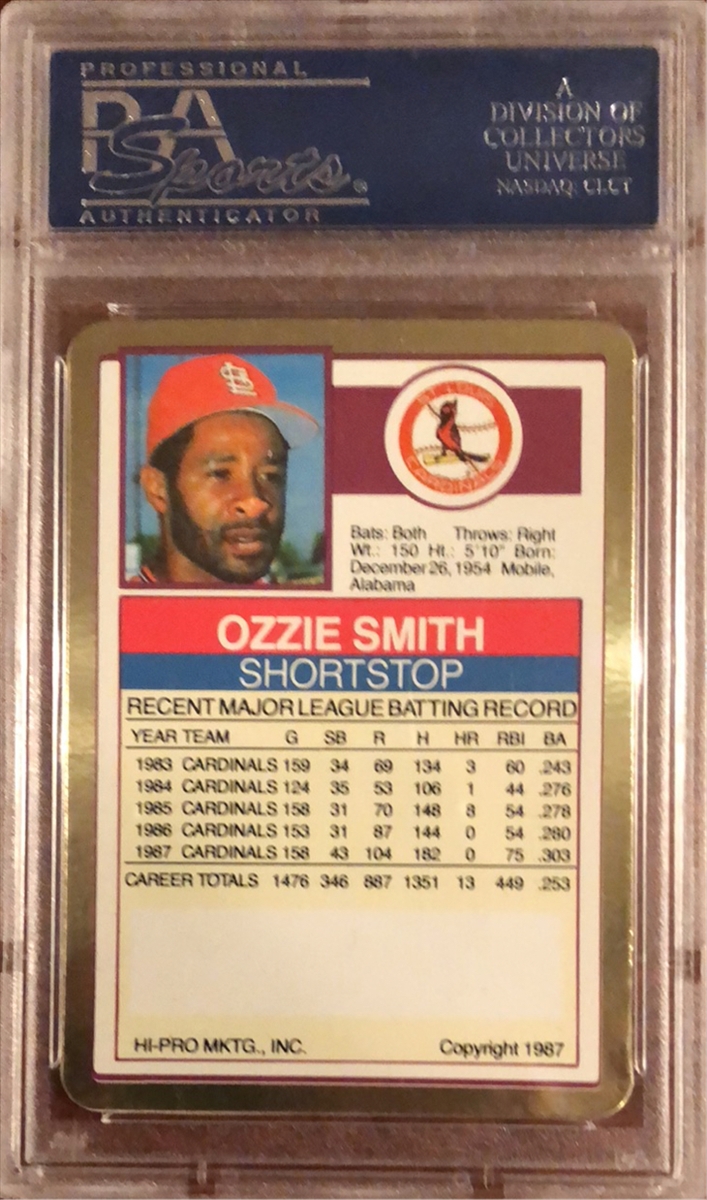 PROFESSIONAL
PSA
Sports
AUTHENTICATOR
A
DIVISION OF
COLLECTORS
UNIVERSE
NASDAQ: CLCT
StL
ST. LOUIS
CARDINALS
Bats: Both Throws: Right
Wt.: 150 Ht.: 5'10" Born:
December 26, 1954 Mobile,
Alabama
OZZIE SMITH
SHORTSTOP
RECENT MAJOR LEAGUE BATTING RECORD
YEAR TEAM G SB R H HR RBI BA
1983 CARDINALS 159 34 69 134 3 60 .243
1984 CARDINALS 124 35 53 106 1 44 .276
1985 CARDINALS 158 31 70 148 8 54 .278
1986 CARDINALS 153 31 87 144 0 54 .280
1987 CARDINALS 158 43 104 182 0 75 .303
CAREER TOTALS 1476 346 887 1351 13 449 .253
HI-PRO MKTG., INC. Copyright 1987